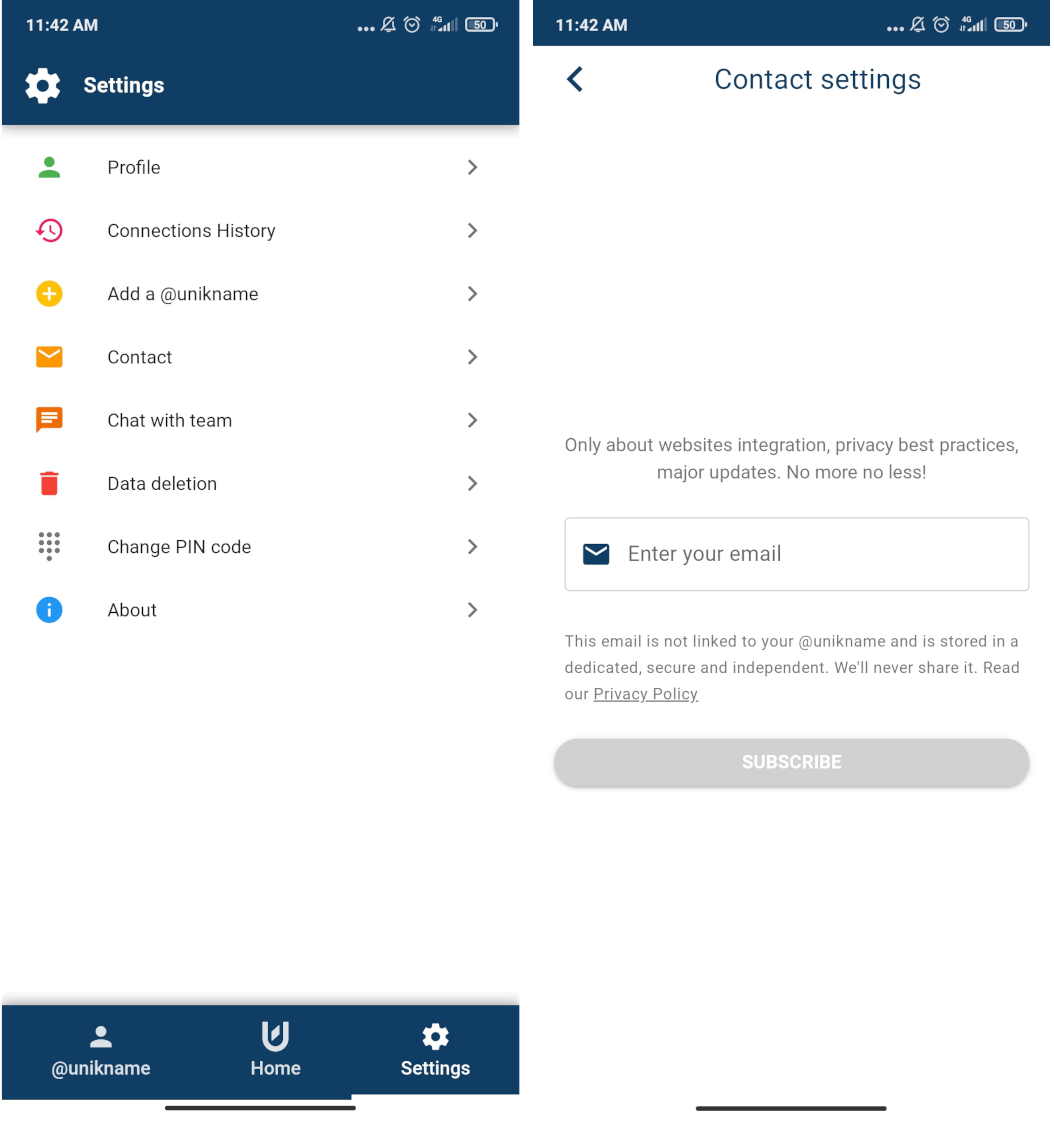 11:42 AM
4G
50
Settings
Profile
Connections History
Add a @unikname
Contact
Chat with team
Data deletion
Change PIN code
About
@unikname
Home
Settings
11:42 AM
4G
50
Contact settings
Only about websites integration, privacy best practices,
major updates. No more no less!
Enter your email
This email is not linked to your @unikname and is stored in a
dedicated, secure and independent. We'll never share it. Read
our Privacy Policy
SUBSCRIBE